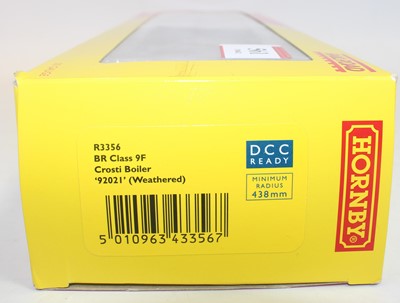 R3356
BR Class 9F
Crosti Boiler
'92021' (Weathered)
5 010963 433567
DCC
READY
MINIMUM
RADIUS
438mm
HORNBY®